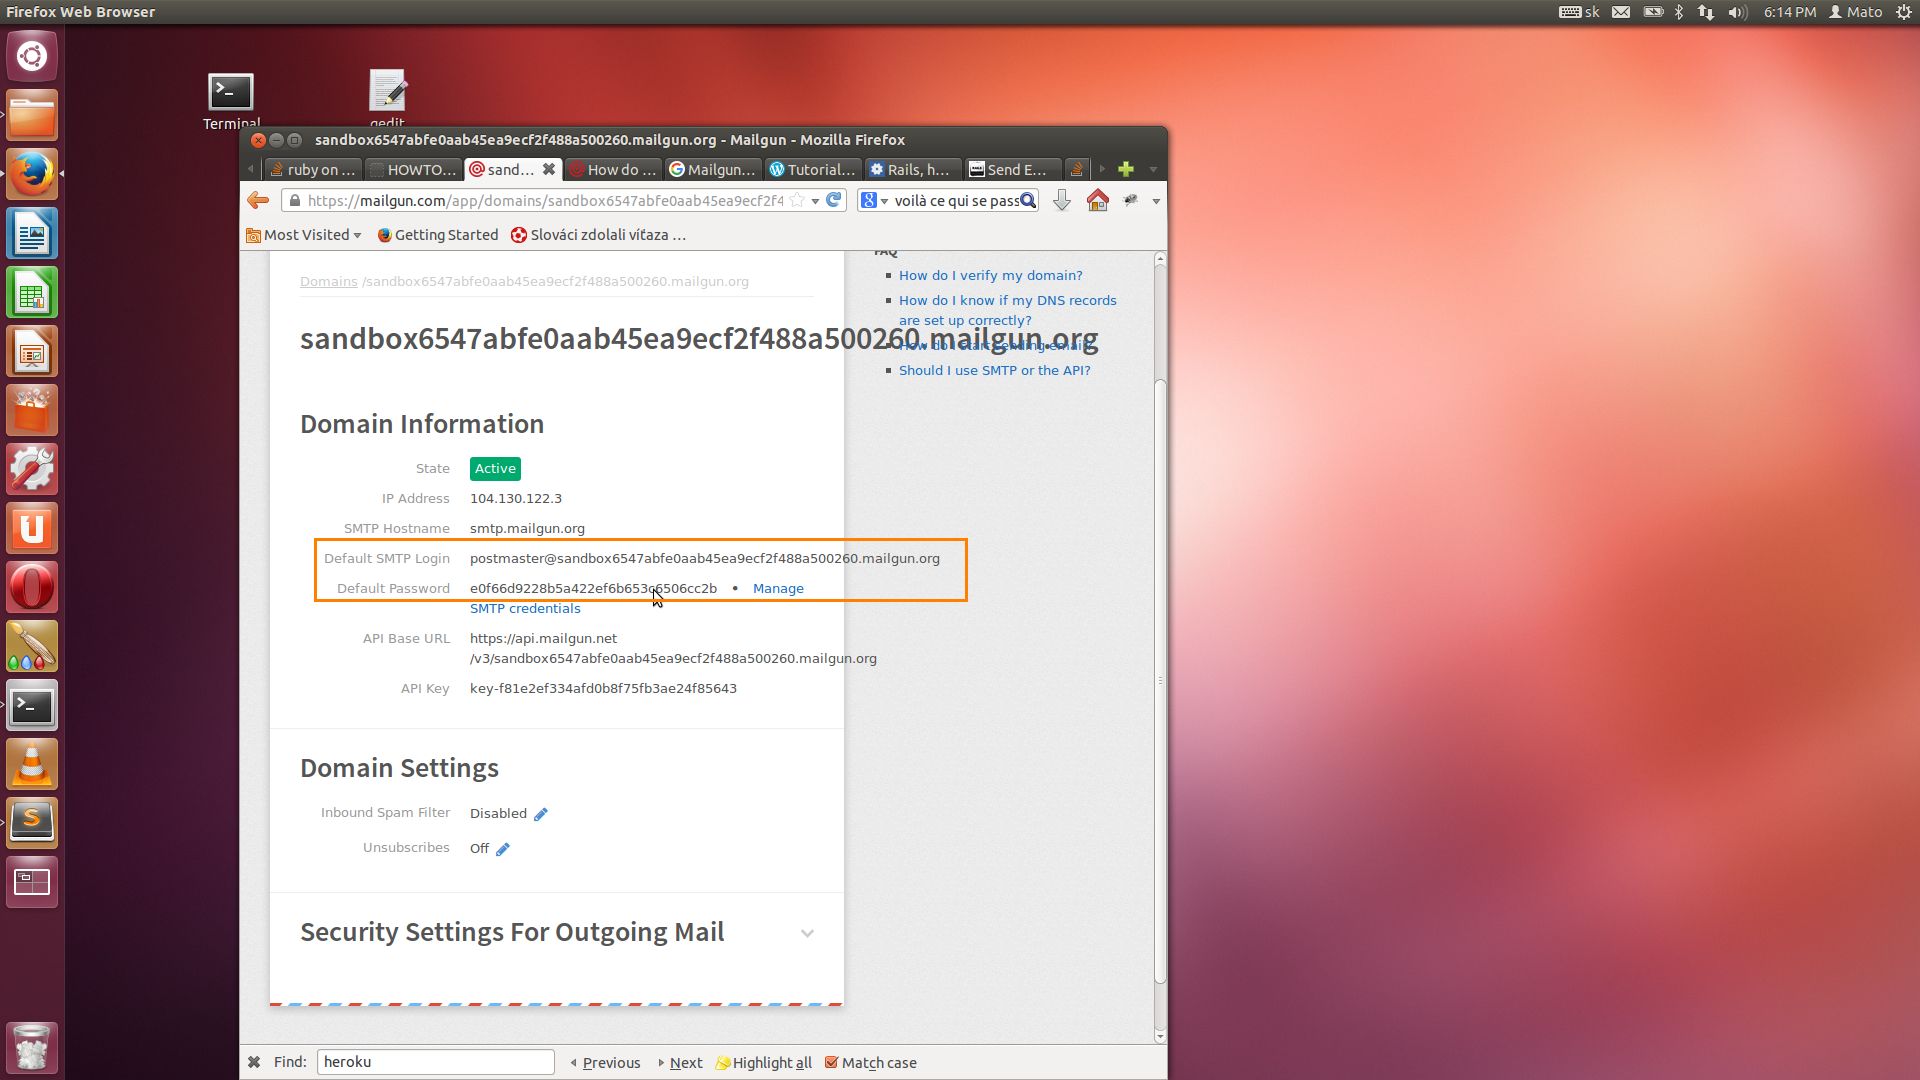 Firefox Web Browser
sk
6:14 PM
Mato
Terminal
gedit
sandbox6547abfe0aab45ea9ecf2f488a500260.mailgun.org - Mailgun - Mozilla Firefox
ruby on ...
HOWTO...
sand...
How do ...
Mailgun...
Tutorial...
Rails, h...
Send E...
https://mailgun.com/app/domains/sandbox6547abfe0aab45ea9ecf2f4
voilà ce qui se pass
Most Visited
Getting Started
Slováci zdolali víťaza ...
FAQ
How do I verify my domain?
How do I know if my DNS records
are set up correctly?
How do I start sending email?
Should I use SMTP or the API?
Domains /sandbox6547abfe0aab45ea9ecf2f488a500260.mailgun.org
sandbox6547abfe0aab45ea9ecf2f488a500260.mailgun.org
Domain Information
State Active
IP Address 104.130.122.3
SMTP Hostname smtp.mailgun.org
Default SMTP Login postmaster@sandbox6547abfe0aab45ea9ecf2f488a500260.mailgun.org
Default Password e0f66d9228b5a422ef6b653c6506cc2b • Manage
SMTP credentials
API Base URL https://api.mailgun.net
/v3/sandbox6547abfe0aab45ea9ecf2f488a500260.mailgun.org
API Key key-f81e2ef334afd0b8f75fb3ae24f85643
Domain Settings
Inbound Spam Filter Disabled
Unsubscribes Off
Security Settings For Outgoing Mail
Find: heroku Previous Next Highlight all Match case